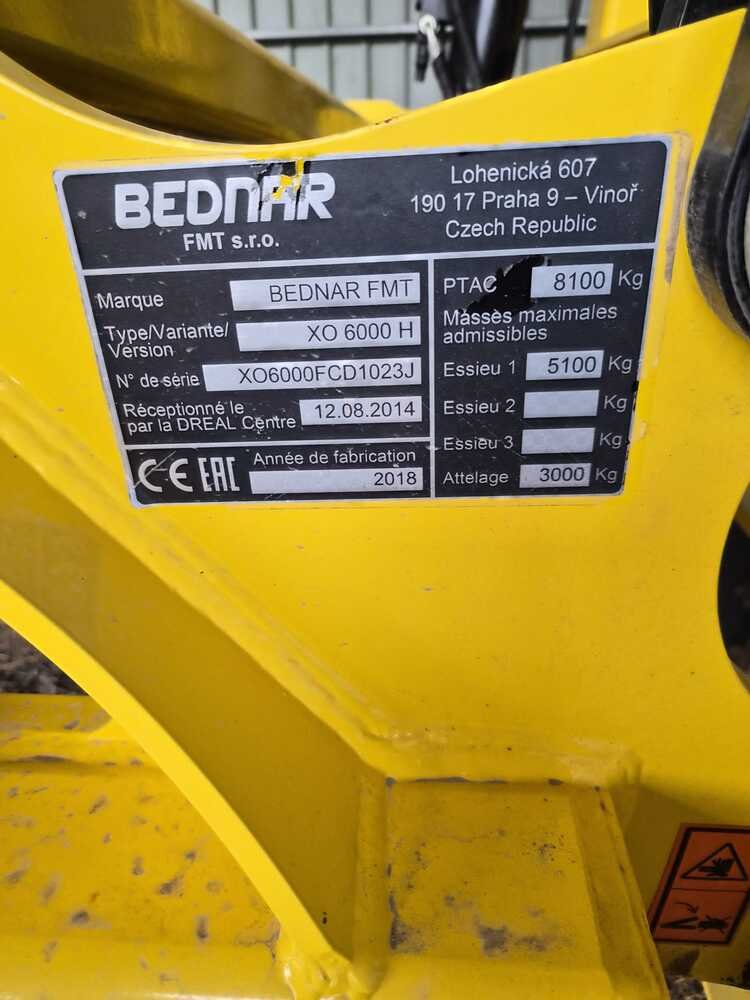 BEDNAR
FMT s.r.o.
Lohenická 607
190 17 Praha 9 – Vinoř
Czech Republic
Marque BEDNAR FMT
Type/Variante/
Version XO 6000 H
N° de série XO6000FCD1023J
Réceptionné le
par la DREAL Centre 12.08.2014
CE EAC Année de fabrication
2018
PTAC 8100 Kg
Masses maximales
admissibles
Essieu 1 5100 Kg
Essieu 2 Kg
Essieu 3 Kg
Attelage 3000 Kg